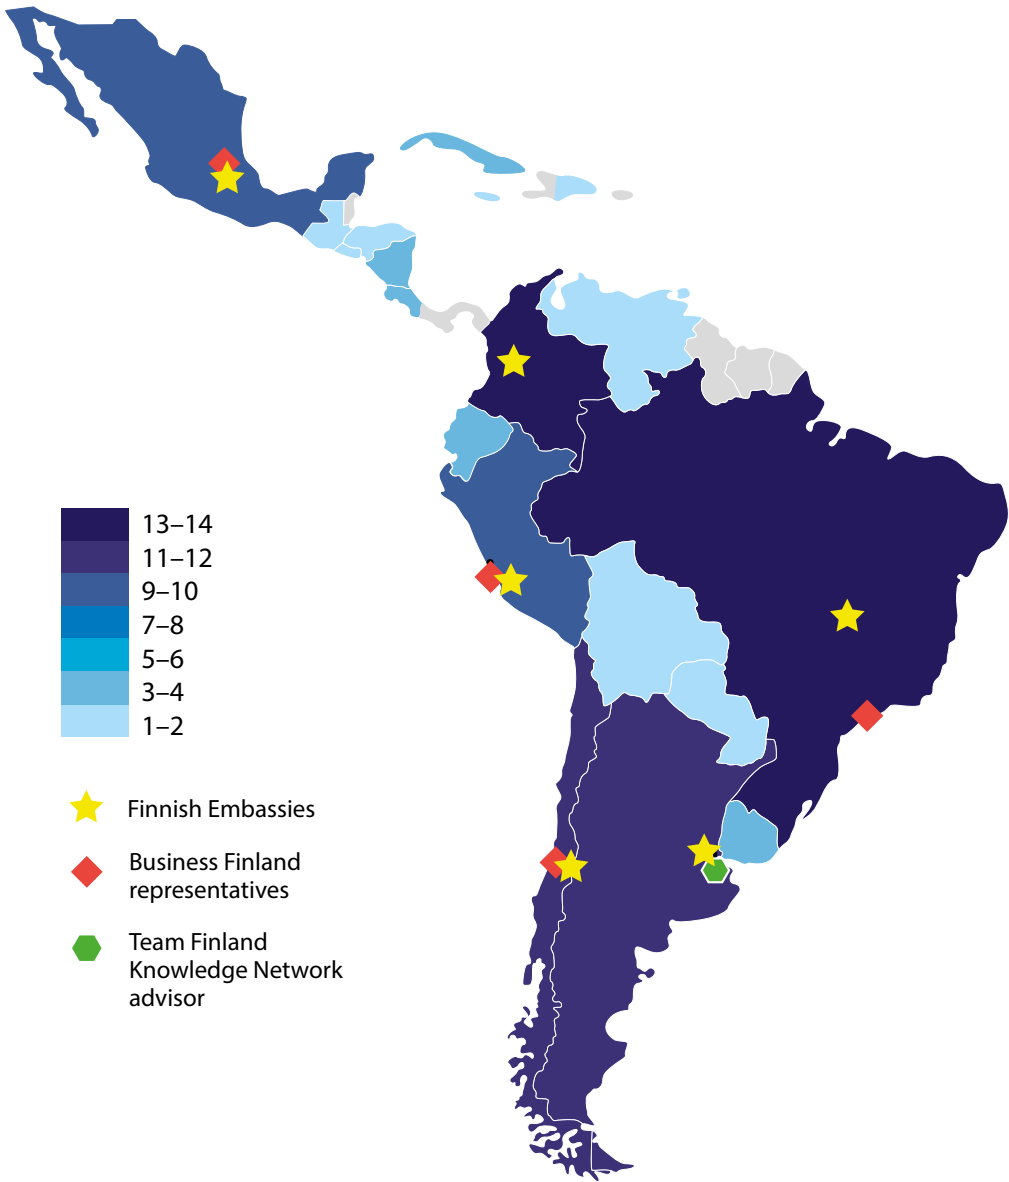 13–14
11–12
9–10
7–8
5–6
3–4
1–2
Finnish Embassies
Business Finland
representatives
Team Finland
Knowledge Network
advisor